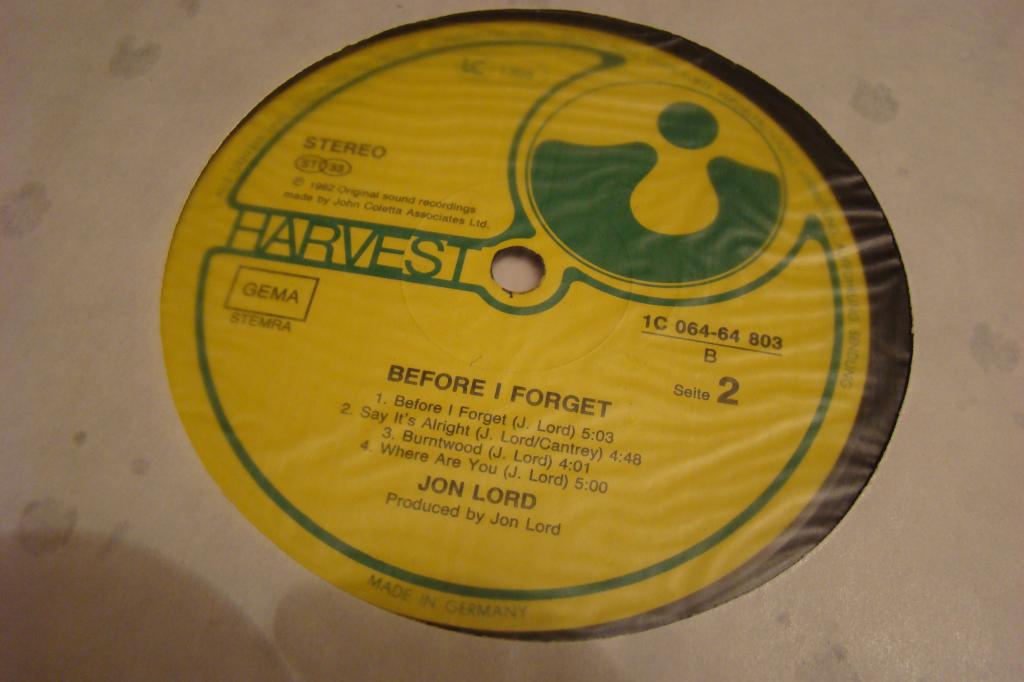 STEREO
ST 33
℗ 1982 Original sound recordings
made by John Coletta Associates Ltd.
HARVEST
GEMA
STEMRA
1C 064-64 803
B
Seite 2
BEFORE I FORGET
1. Before I Forget (J. Lord) 5:03
2. Say It's Alright (J. Lord/Cantrey) 4:48
3. Burntwood (J. Lord) 4:01
4. Where Are You (J. Lord) 5:00
JON LORD
Produced by Jon Lord
MADE IN GERMANY